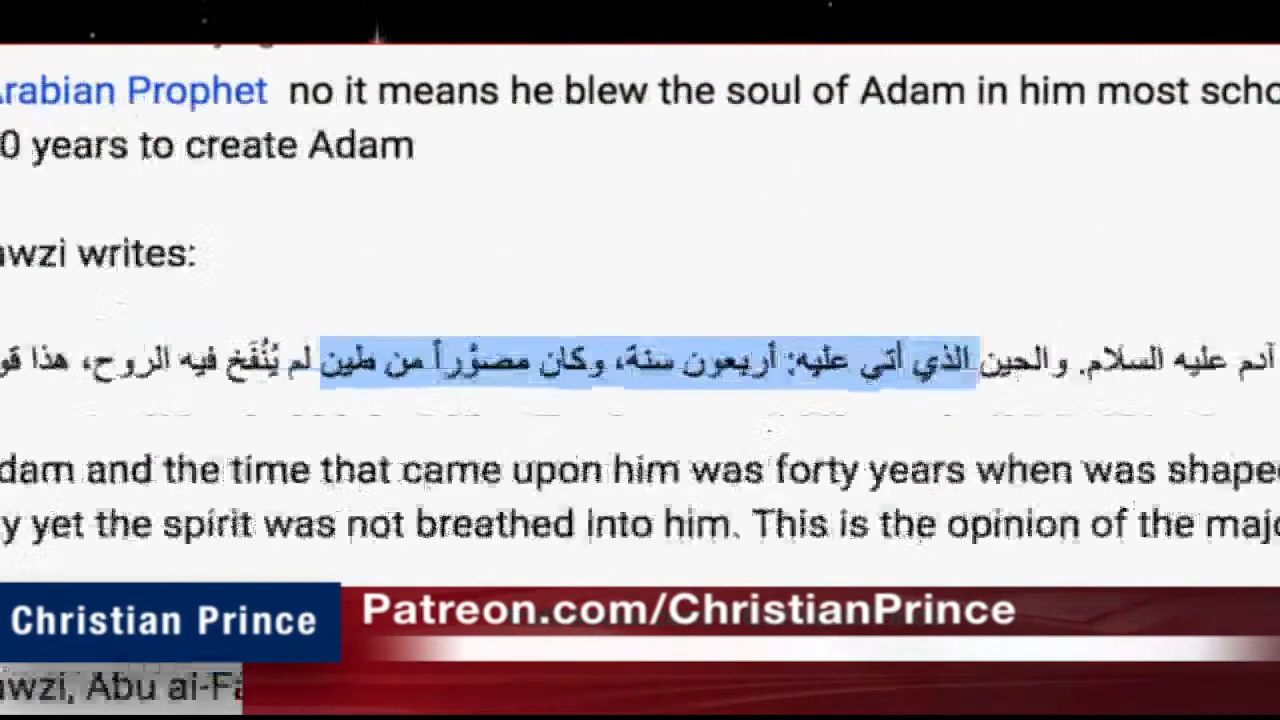 Arabian Prophet no it means he blew the soul of Adam in him most scho
0 years to create Adam
awzi writes:
آدم عليه السلام. والحين الذي أتي عليه: أربعون سنة، وكان مصوَّراً من طين لم يُنْفَخ فيه الروح، هذا قو
dam and the time that came upon him was forty years when was shaped
y yet the spirit was not breathed into him. This is the opinion of the majo
Christian Prince
Patreon.com/ChristianPrince
awzi, Abu al-Fa